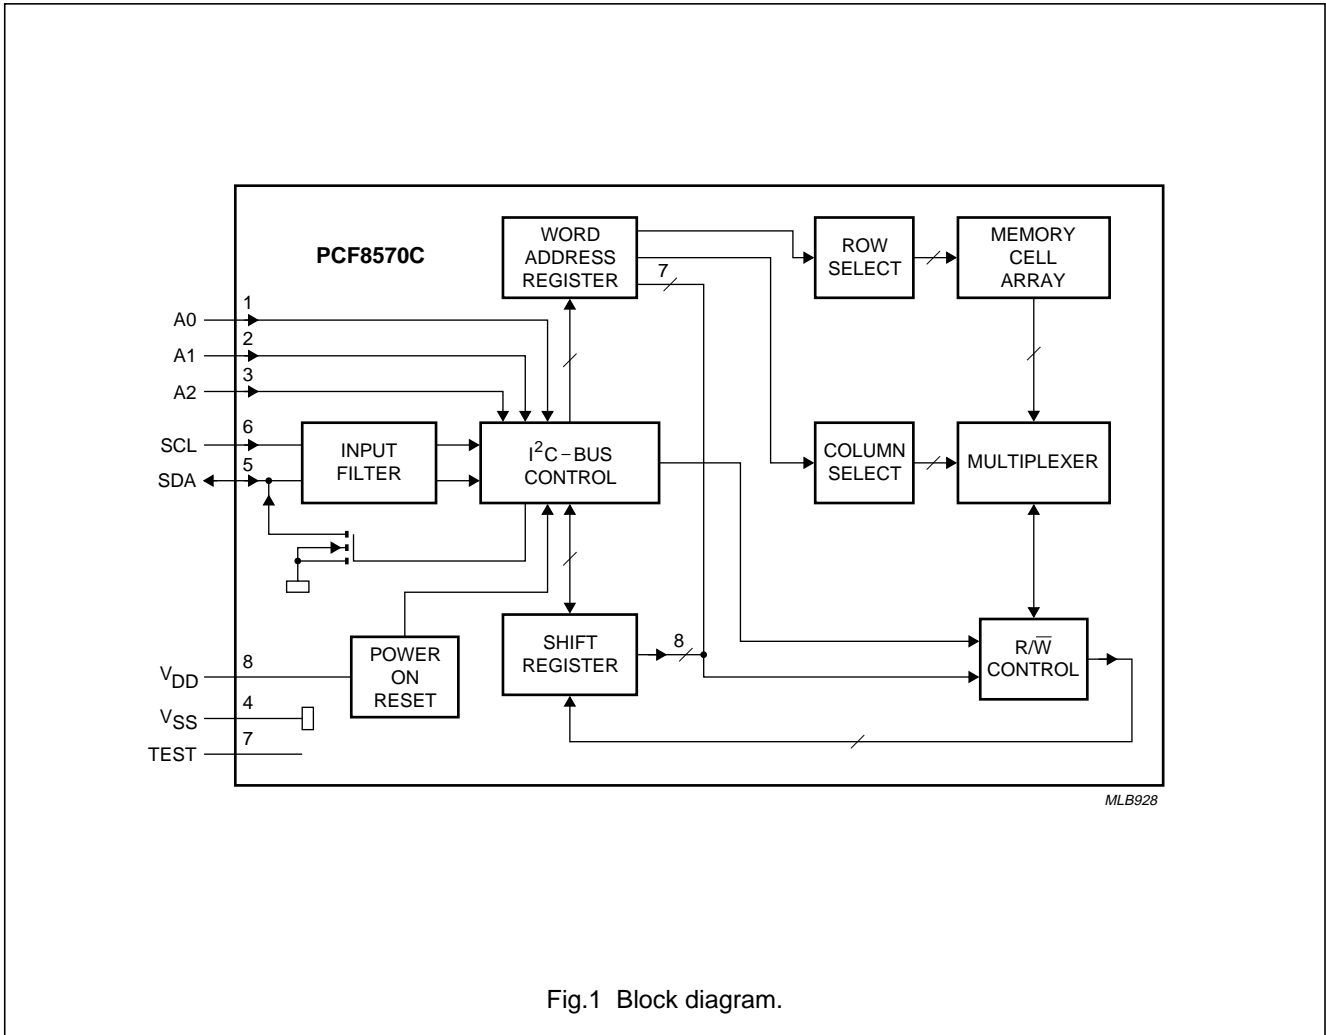 PCF8570C
WORD
ADDRESS
REGISTER
7
ROW
SELECT
MEMORY
CELL
ARRAY
A0
1
A1
2
A2
3
SCL
6
SDA
5
INPUT
FILTER
I²C–BUS
CONTROL
COLUMN
SELECT
MULTIPLEXER
POWER
ON
RESET
SHIFT
REGISTER
8
R/W̅
CONTROL
VDD
8
VSS
4
TEST
7
MLB928
Fig.1 Block diagram.